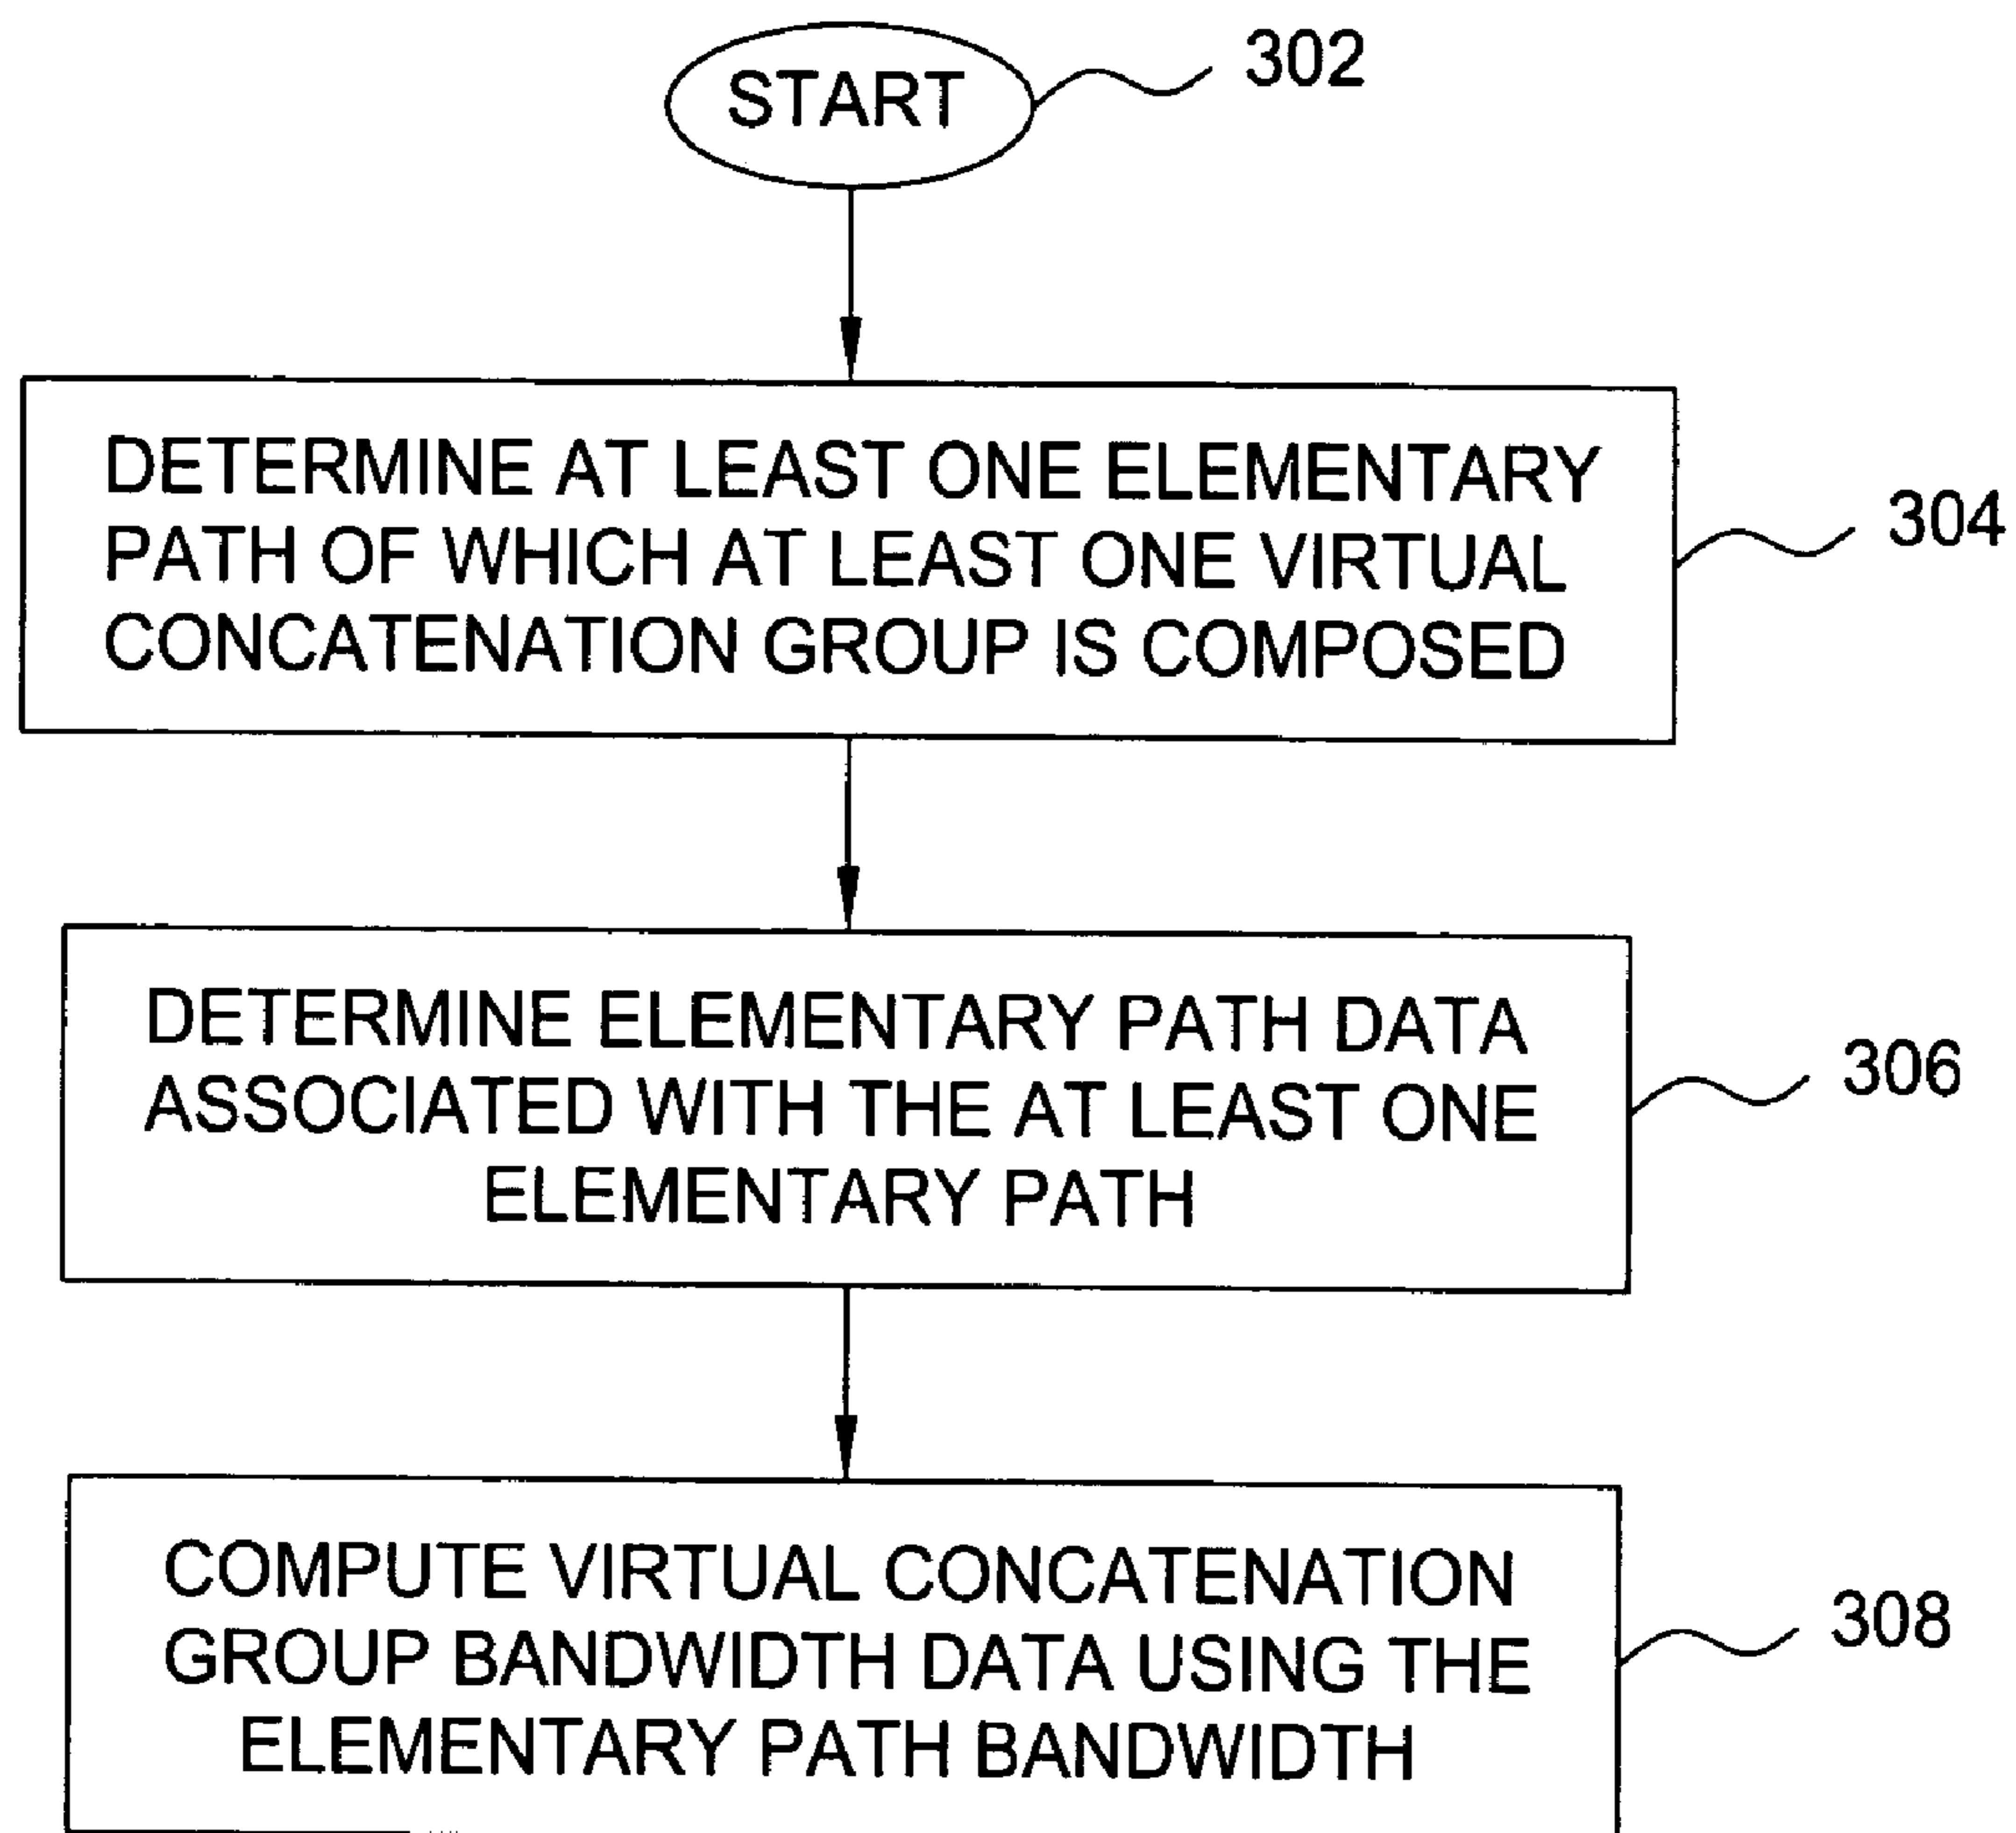 START
302
DETERMINE AT LEAST ONE ELEMENTARY
PATH OF WHICH AT LEAST ONE VIRTUAL
CONCATENATION GROUP IS COMPOSED
304
DETERMINE ELEMENTARY PATH DATA
ASSOCIATED WITH THE AT LEAST ONE
ELEMENTARY PATH
306
COMPUTE VIRTUAL CONCATENATION
GROUP BANDWIDTH DATA USING THE
ELEMENTARY PATH BANDWIDTH
308